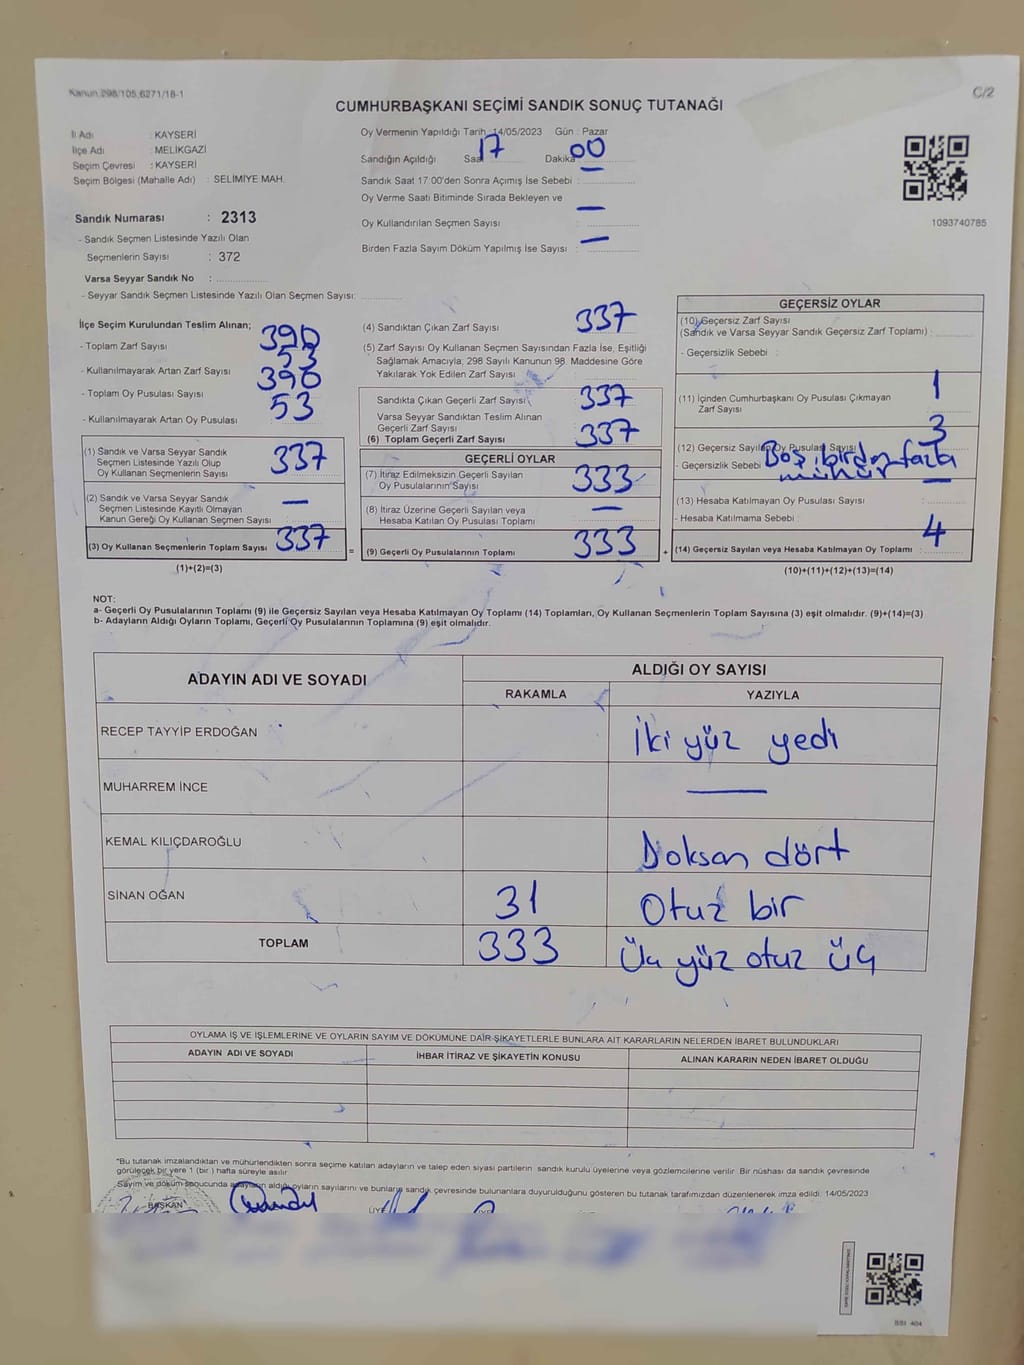 Kanun 298/105,6271/18-1
C/2
CUMHURBAŞKANI SEÇİMİ SANDIK SONUÇ TUTANAĞI
İl Adı : KAYSERİ
İlçe Adı : MELİKGAZİ
Seçim Çevresi : KAYSERİ
Seçim Bölgesi (Mahalle Adı) : SELİMİYE MAH.
Sandık Numarası : 2313
- Sandık Seçmen Listesinde Yazılı Olan
Seçmenlerin Sayısı : 372
Varsa Seyyar Sandık No :
- Seyyar Sandık Seçmen Listesinde Yazılı Olan Seçmen Sayısı:
Oy Vermenin Yapıldığı Tarih 14/05/2023 Gün : Pazar
Sandığın Açıldığı Saat 17 Dakika 00
Sandık Saat 17:00'den Sonra Açımış İse Sebebi : —
Oy Verme Saati Bitiminde Sırada Bekleyen ve
Oy Kullandırılan Seçmen Sayısı : —
Birden Fazla Sayım Döküm Yapılmış İse Sayısı : —
1093740785
İlçe Seçim Kurulundan Teslim Alınan;
- Toplam Zarf Sayısı 390
- Kullanılmayarak Artan Zarf Sayısı 53
- Toplam Oy Pusulası Sayısı 390
- Kullanılmayarak Artan Oy Pusulası 53
(1) Sandık ve Varsa Seyyar Sandık
Seçmen Listesinde Yazılı Olup
Oy Kullanan Seçmenlerin Sayısı 337
(2) Sandık ve Varsa Seyyar Sandık
Seçmen Listesinde Kayıtlı Olmayan
Kanun Gereği Oy Kullanan Seçmen Sayısı —
(3) Oy Kullanan Seçmenlerin Toplam Sayısı 337
(1)+(2)=(3)
(4) Sandıktan Çıkan Zarf Sayısı 337
(5) Zarf Sayısı Oy Kullanan Seçmen Sayısından Fazla İse, Eşitliği
Sağlamak Amacıyla, 298 Sayılı Kanunun 98. Maddesine Göre
Yakılarak Yok Edilen Zarf Sayısı
Sandıkta Çıkan Geçerli Zarf Sayısı 337
Varsa Seyyar Sandıktan Teslim Alınan
Geçerli Zarf Sayısı
(6) Toplam Geçerli Zarf Sayısı 337
GEÇERLİ OYLAR
(7) İtiraz Edilmeksizin Geçerli Sayılan
Oy Pusulalarının Sayısı 333
(8) İtiraz Üzerine Geçerli Sayılan veya
Hesaba Katılan Oy Pusulası Toplamı —
= (9) Geçerli Oy Pusulalarının Toplamı 333 +
GEÇERSİZ OYLAR
(10) Geçersiz Zarf Sayısı
(Sandık ve Varsa Seyyar Sandık Geçersiz Zarf Toplamı) :
- Geçersizlik Sebebi :
(11) İçinden Cumhurbaşkanı Oy Pusulası Çıkmayan
Zarf Sayısı 1
(12) Geçersiz Sayılan Oy Pusulası Sayısı 3
- Geçersizlik Sebebi Boş, birden fazla
mühür
(13) Hesaba Katılmayan Oy Pusulası Sayısı : —
- Hesaba Katılmama Sebebi :
(14) Geçersiz Sayılan veya Hesaba Katılmayan Oy Toplamı : 4
(10)+(11)+(12)+(13)=(14)
NOT:
a- Geçerli Oy Pusulalarının Toplamı (9) ile Geçersiz Sayılan veya Hesaba Katılmayan Oy Toplamı (14) Toplamları, Oy Kullanan Seçmenlerin Toplam Sayısına (3) eşit olmalıdır. (9)+(14)=(3)
b- Adayların Aldığı Oyların Toplamı, Geçerli Oy Pusulalarının Toplamına (9) eşit olmalıdır.
ADAYIN ADI VE SOYADI
ALDIĞI OY SAYISI
RAKAMLA YAZIYLA
RECEP TAYYİP ERDOĞAN İki yüz yedi
MUHARREM İNCE —
KEMAL KILIÇDAROĞLU Doksan dört
SİNAN OĞAN 31 Otuz bir
TOPLAM 333 Üç yüz otuz üç
OYLAMA İŞ VE İŞLEMLERİNE VE OYLARIN SAYIM VE DÖKÜMÜNE DAİR ŞİKAYETLERLE BUNLARA AİT KARARLARIN NELERDEN İBARET BULUNDUKLARI
ADAYIN ADI VE SOYADI İHBAR İTİRAZ VE ŞİKAYETİN KONUSU ALINAN KARARIN NEDEN İBARET OLDUĞU
*Bu tutanak imzalandıktan ve mühürlendikten sonra seçime katılan adayların ve talep eden siyasi partilerin sandık kurulu üyelerine veya gözlemcilerine verilir. Bir nüshası da sandık çevresinde
görülecek bir yere 1 (bir ) hafta süreyle asılır.
Sayım ve döküm sonucunda adayların aldığı oyların sayılarını ve bunların sandık çevresinde bulunanlara duyurulduğunu gösteren bu tutanak tarafımızdan düzenlenerek imza edildi. 14/05/2023
BAŞKAN
ÜYE